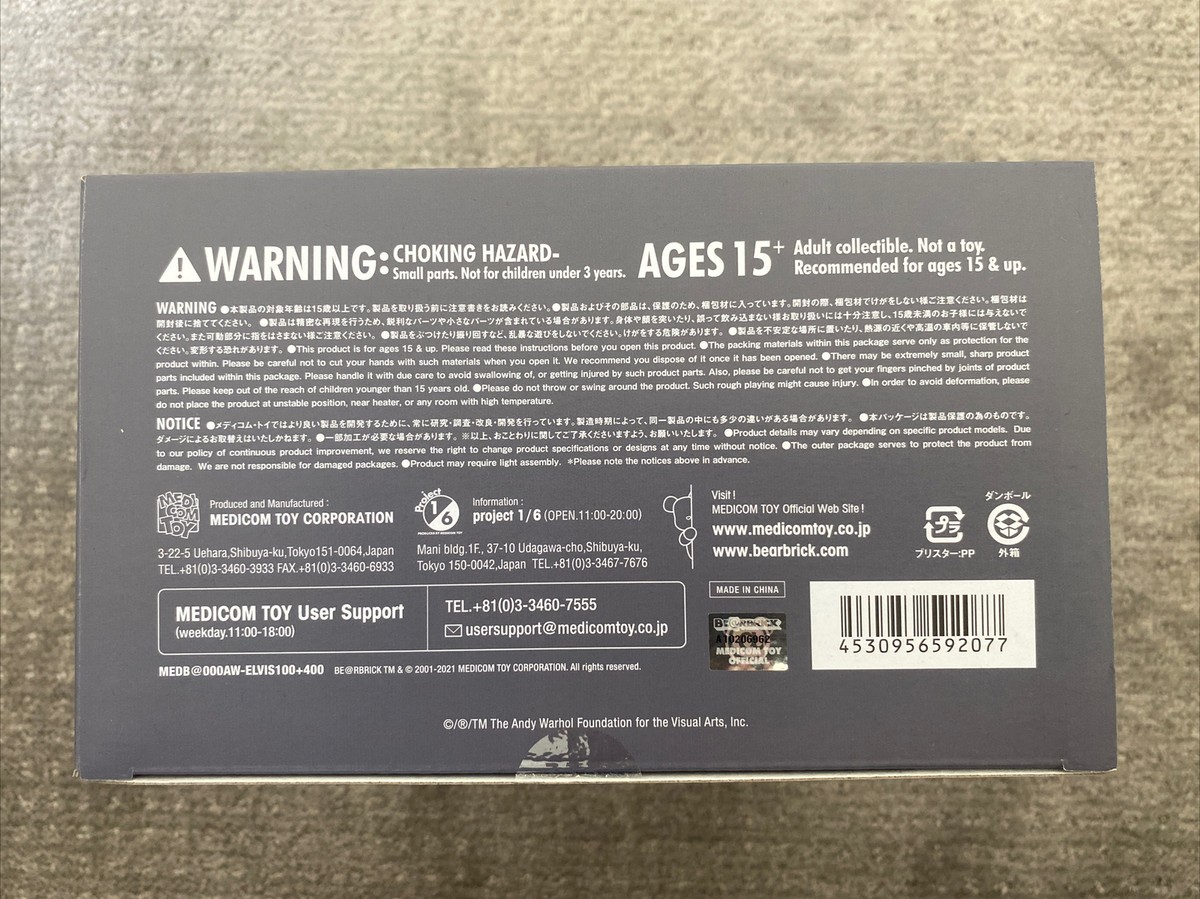 WARNING: CHOKING HAZARD-
Small parts. Not for children under 3 years.
AGES 15+ Adult collectible. Not a toy.
Recommended for ages 15 & up.
WARNING ●本製品の対象年齢は15歳以上です。製品を取り扱う前に注意書きをお読みください。●製品およびその部品は、保護のため、梱包材に入っています。開封の際、梱包材でけがをしない様ご注意ください。梱包材は
開封後に捨ててください。 ●製品は精密な再現を行うため、鋭利なパーツや小さなパーツが含まれている場合があります。身体や顔を突いたり、誤って飲み込まない様お取り扱いには十分注意し、15歳未満のお子様には与えないで
ください。また可動部分に指をはさまない様ご注意ください。 ●製品をぶつけたり振り回すなど、乱暴な遊びをしないでください。けがをする危険があります。 ●製品を不安定な場所に置いたり、熱源の近くや高温の車内等に保管しないで
ください。変形する恐れがあります。 ●This product is for ages 15 & up. Please read these instructions before you open this product. ●The packing materials within this package serve only as protection for the
product within. Please be careful not to cut your hands with such materials when you open it. We recommend you dispose of it once it has been opened. ●There may be extremely small, sharp product
parts included within this package. Please handle it with due care to avoid swallowing of, or getting injured by such product parts. Also, please be careful not to get your fingers pinched by joints of product
parts. Please keep out of the reach of children younger than 15 years old. ●Please do not throw or swing around the product. Such rough playing might cause injury. ●In order to avoid deformation, please
do not place the product at unstable position, near heater, or any room with high temperature.
NOTICE ●メディコム・トイではより良い製品を開発するために、常に研究・調査・改良・開発を行っています。製造時期によって、同一製品の中にも多少の違いがある場合があります。 ●本パッケージは製品保護の為のものです。
ダメージによるお取替えはいたしかねます。 ●一部加工が必要な場合があります。 ※以上、おことわりに関してご了承くださいますよう、お願いいたします。 ●Product details may vary depending on specific product models. Due
to our policy of continuous product improvement, we reserve the right to change product specifications or designs at any time without notice. ●The outer package serves to protect the product from
damage. We are not responsible for damaged packages. ●Product may require light assembly. *Please note the notices above in advance.
MEDI COM TOY
Produced and Manufactured :
MEDICOM TOY CORPORATION
3-22-5 Uehara,Shibuya-ku,Tokyo151-0064,Japan
TEL.+81(0)3-3460-3933 FAX.+81(0)3-3460-6933
Project 1/6
PRODUCED BY MEDICOM TOY
Information :
project 1/6 (OPEN.11:00-20:00)
Mani bldg.1F., 37-10 Udagawa-cho,Shibuya-ku,
Tokyo 150-0042,Japan TEL.+81(0)3-3467-7676
Visit !
MEDICOM TOY Official Web Site !
www.medicomtoy.co.jp
www.bearbrick.com
プラ
ブリスター:PP
ダンボール
外箱
MEDICOM TOY User Support
(weekday.11:00-18:00)
TEL.+81(0)3-3460-7555
usersupport@medicomtoy.co.jp
MADE IN CHINA
BE@RBRICK
A10206962
MEDICOM TOY
OFFICIAL
4530956592077
MEDB@000AW-ELVIS100+400 BE@RBRICK TM & © 2001-2021 MEDICOM TOY CORPORATION. All rights reserved.
©/®/TM The Andy Warhol Foundation for the Visual Arts, Inc.